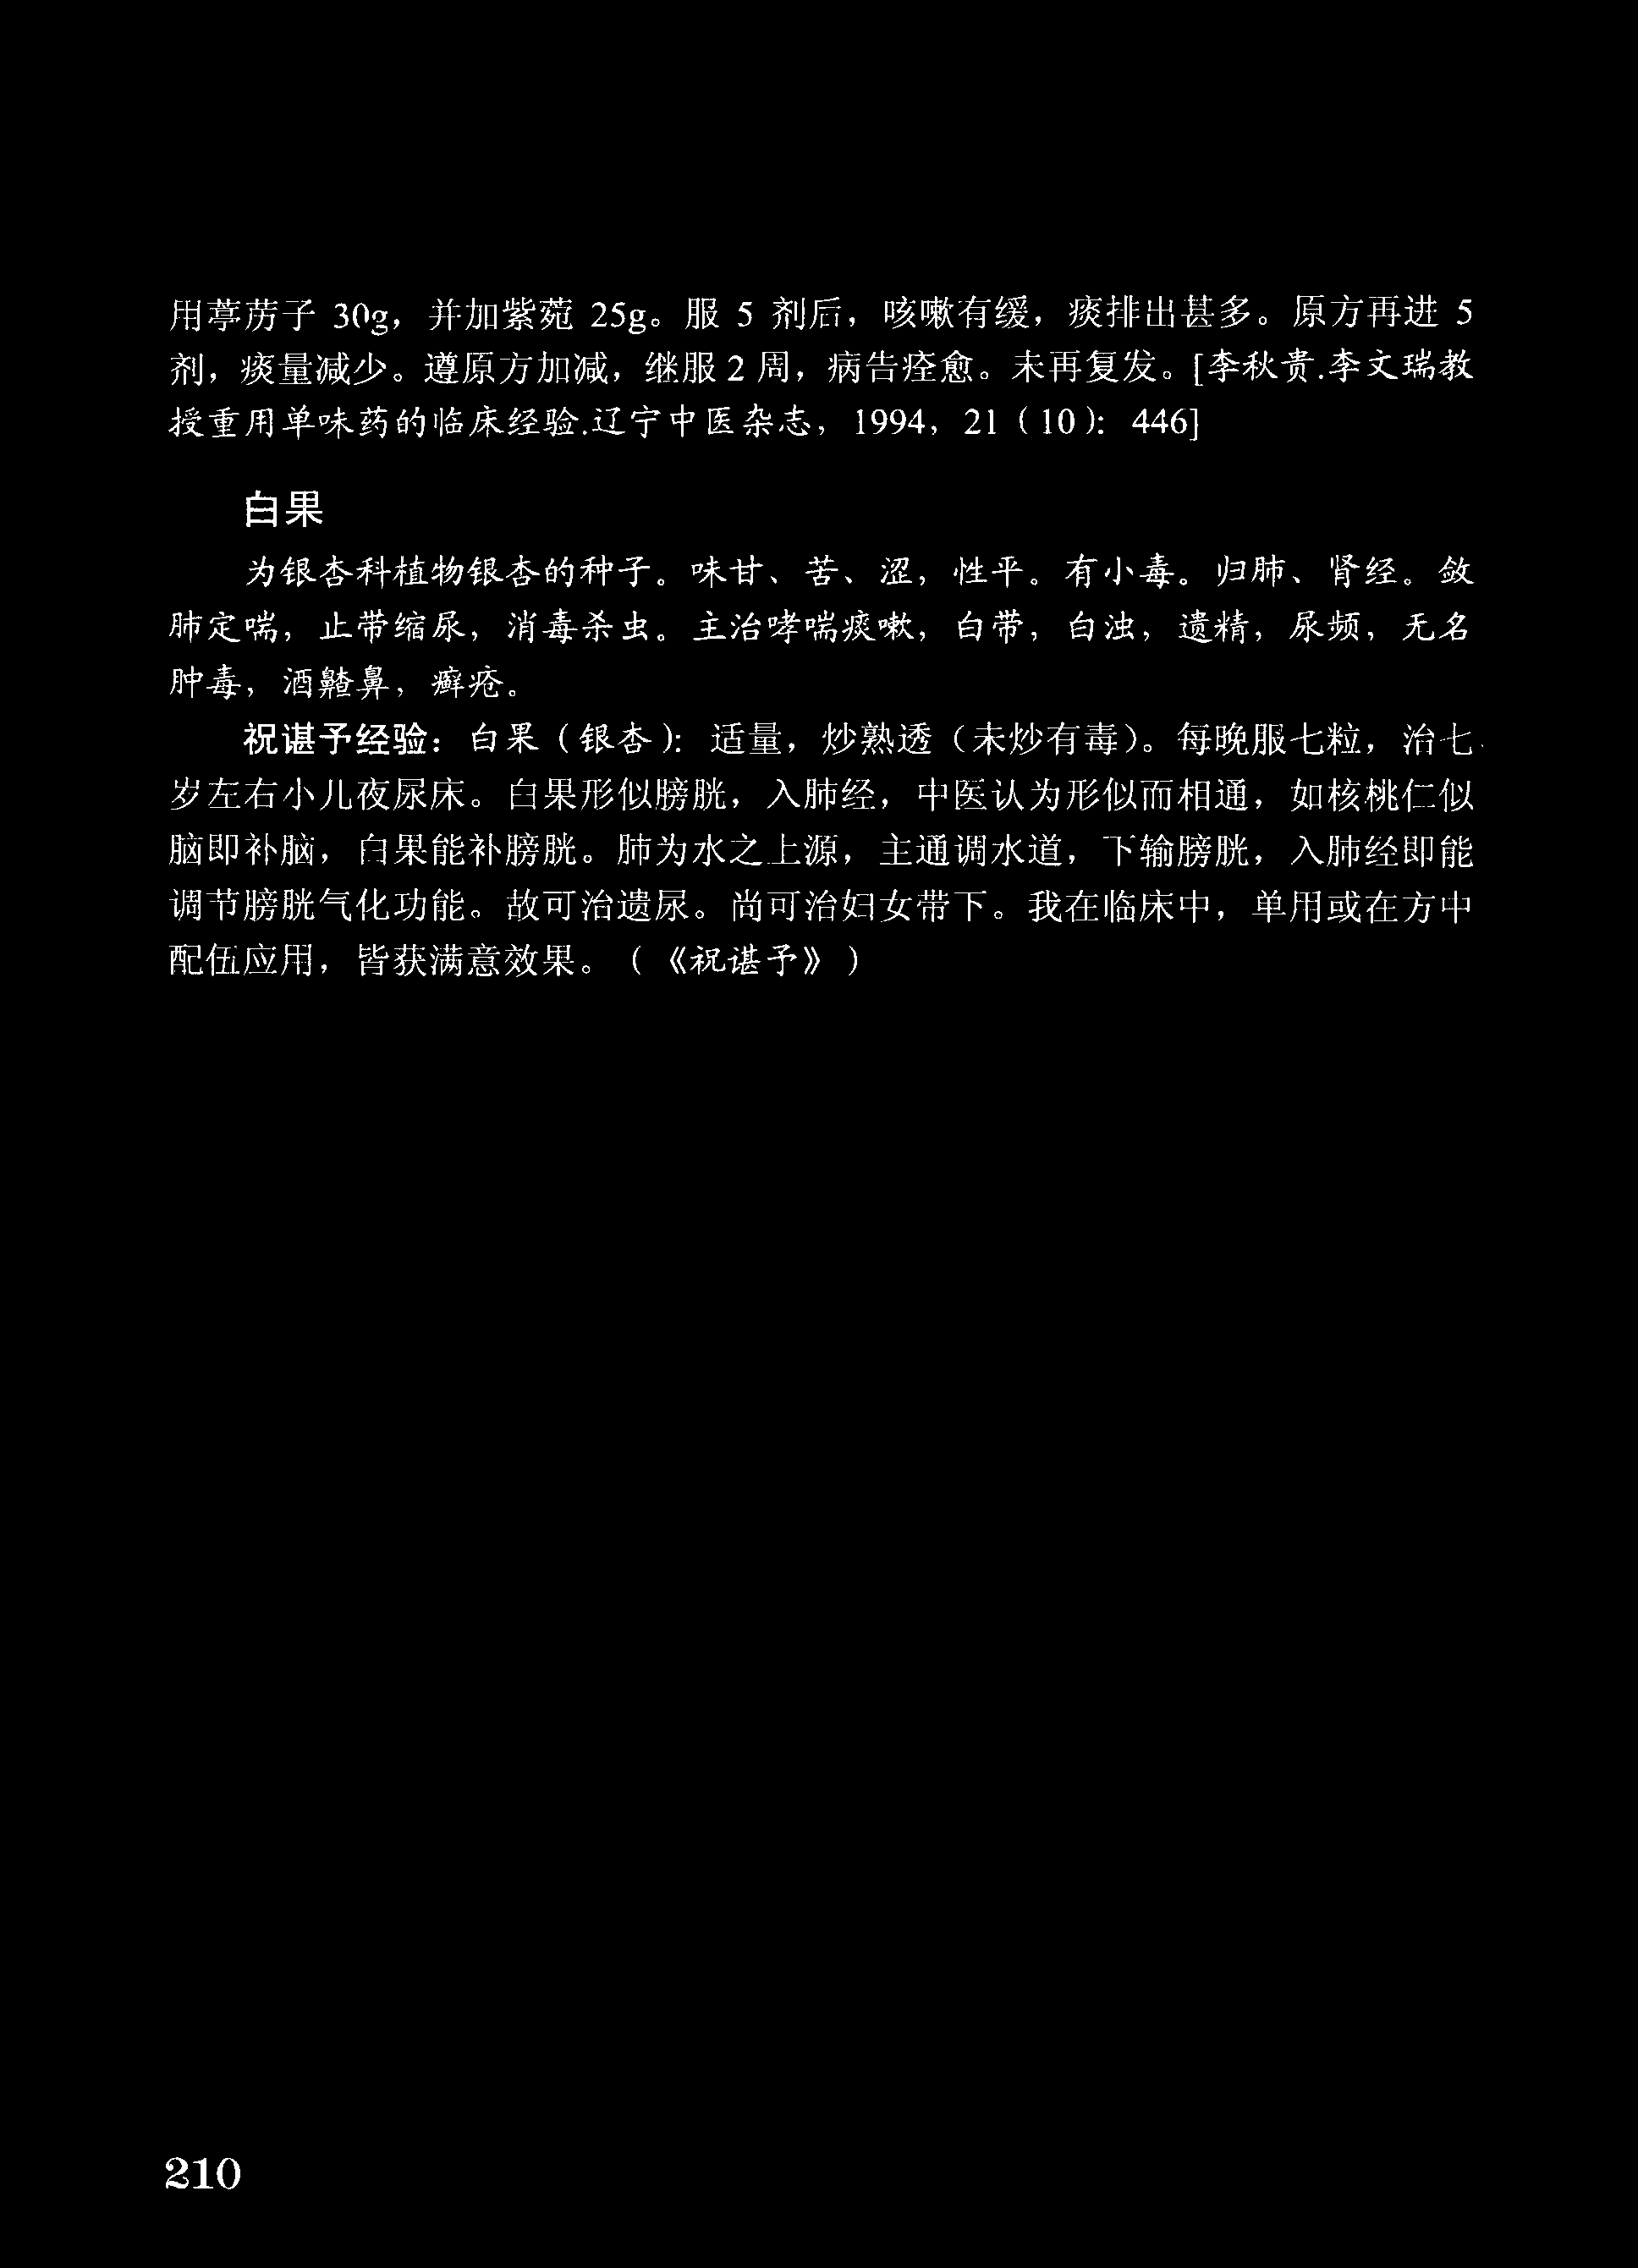 用葶苈子 30g，并加紫菀 25g。服 5 剂后，咳嗽有缓，痰排出甚多。原方再进 5
剂，痰量减少。遵原方加减，继服 2 周，病告痊愈。未再复发。[李秋贵.李文瑞教
授重用单味药的临床经验.辽宁中医杂志，1994，21（10）：446]
白果
为银杏科植物银杏的种子。味甘、苦、涩，性平。有小毒。归肺、肾经。敛
肺定喘，止带缩尿，消毒杀虫。主治哮喘痰嗽，白带，白浊，遗精，尿频，无名
肿毒，酒齄鼻，癣疮。
祝谌予经验：白果（银杏）：适量，炒熟透（未炒有毒）。每晚服七粒，治七
岁左右小儿夜尿床。白果形似膀胱，入肺经，中医认为形似而相通，如核桃仁似
脑即补脑，白果能补膀胱。肺为水之上源，主通调水道，下输膀胱，入肺经即能
调节膀胱气化功能。故可治遗尿。尚可治妇女带下。我在临床中，单用或在方中
配伍应用，皆获满意效果。（《祝谌予》）
210